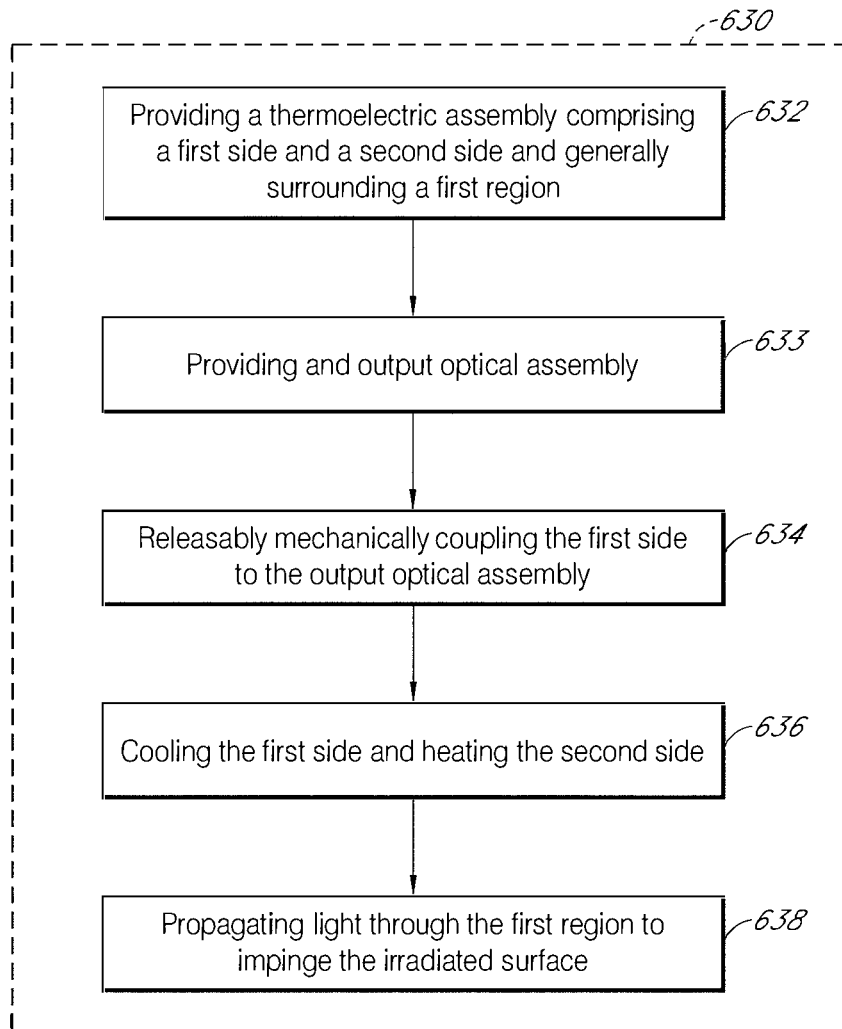 630
Providing a thermoelectric assembly comprising
a first side and a second side and generally
surrounding a first region
632
Providing and output optical assembly
633
Releasably mechanically coupling the first side
to the output optical assembly
634
Cooling the first side and heating the second side
636
Propagating light through the first region to
impinge the irradiated surface
638